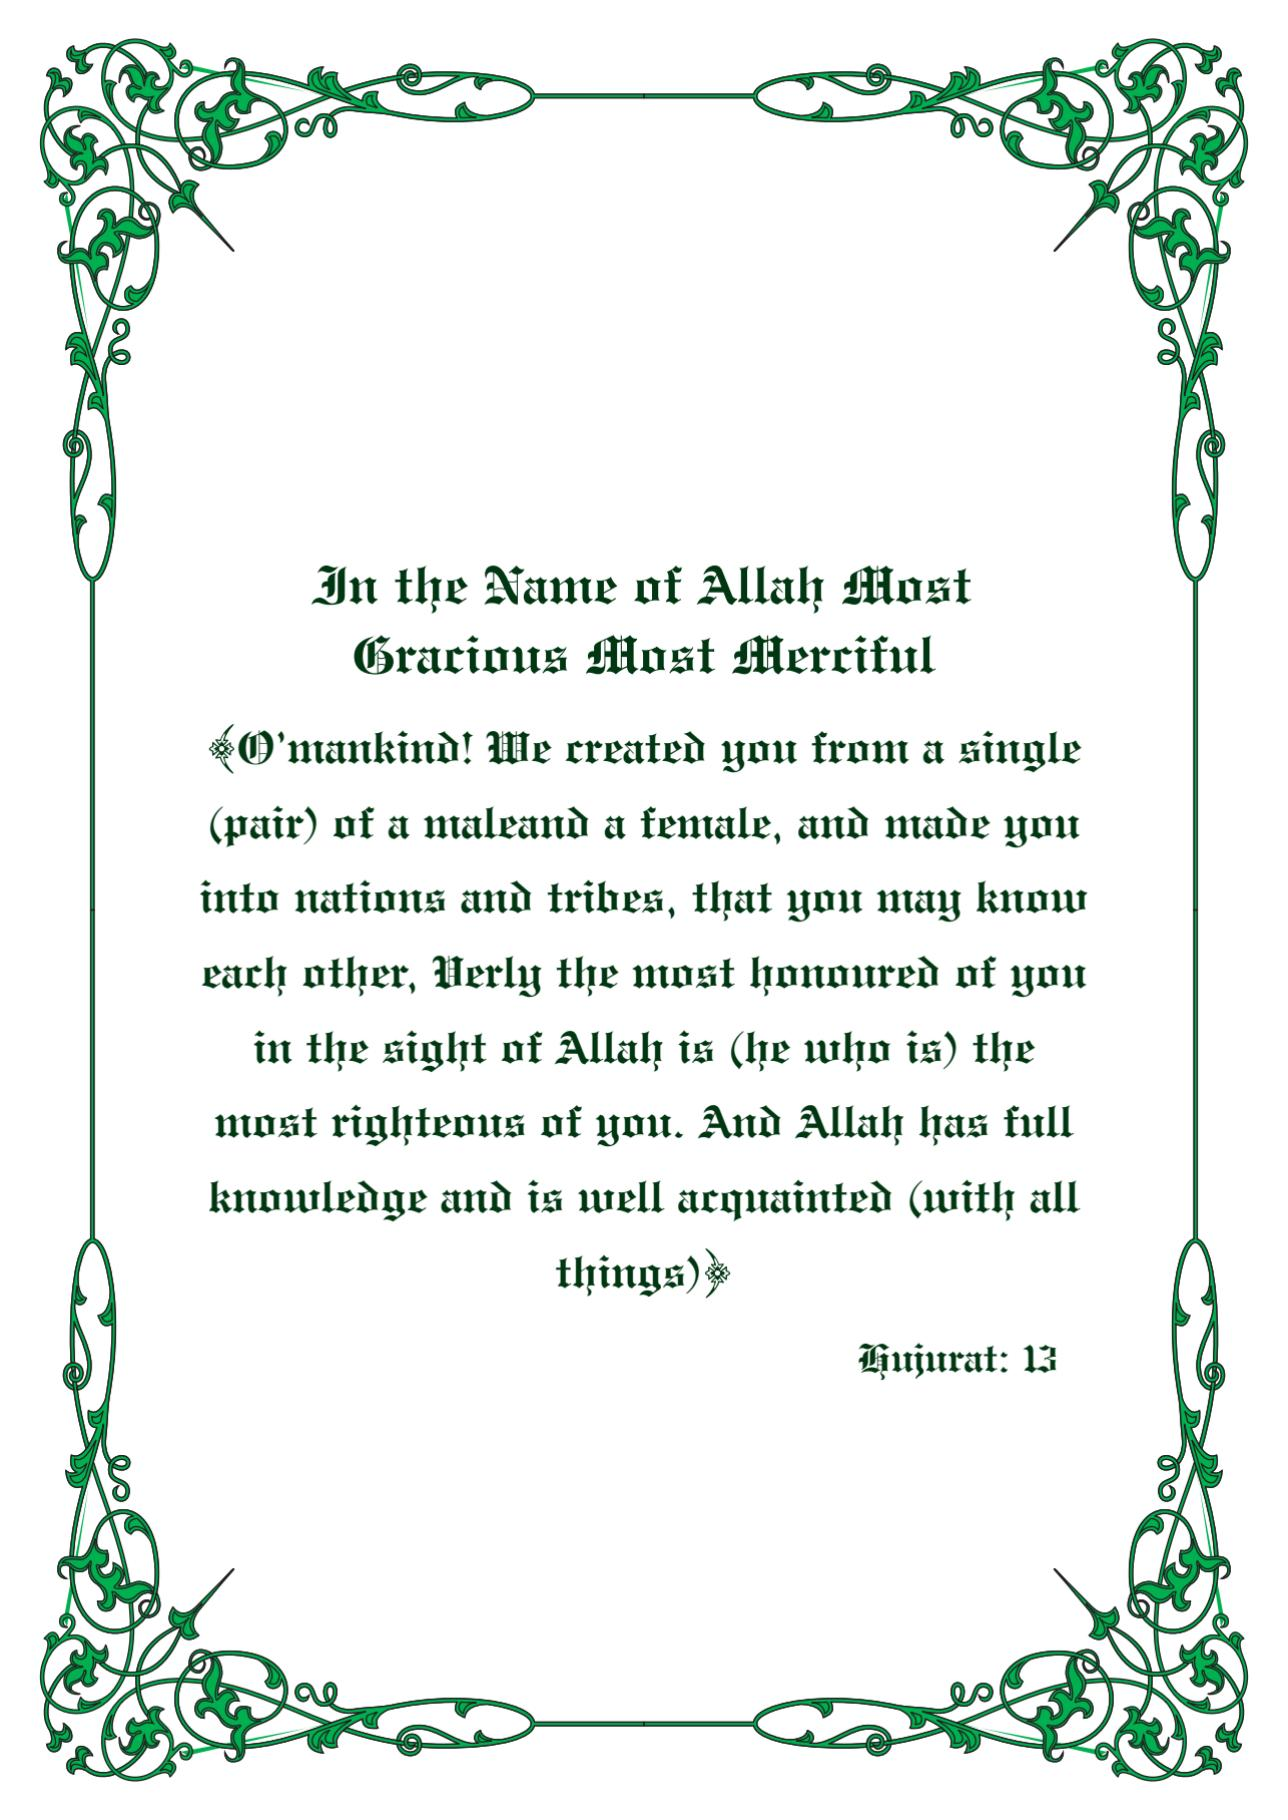 In the Name of Allah Most
Gracious Most Merciful
﴾O'mankind! We created you from a single
(pair) of a maleand a female, and made you
into nations and tribes, that you may know
each other, Verly the most honoured of you
in the sight of Allah is (he who is) the
most righteous of you. And Allah has full
knowledge and is well acquainted (with all
things)﴿
Hujurat: 13